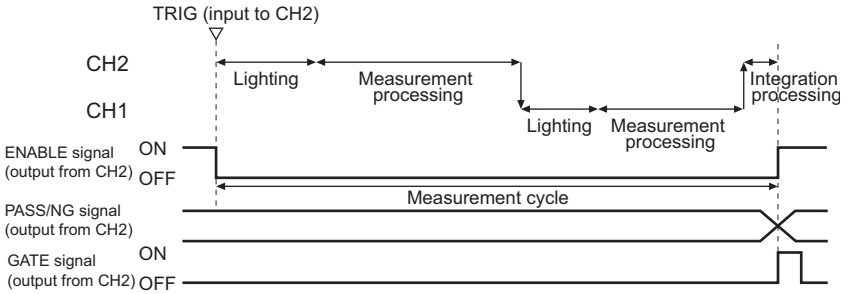 TRIG (input to CH2)
CH2
Lighting
Measurement
processing
Integration
processing
CH1
Lighting
Measurement
processing
ENABLE signal
(output from CH2)
ON
OFF
Measurement cycle
PASS/NG signal
(output from CH2)
GATE signal
(output from CH2)
ON
OFF